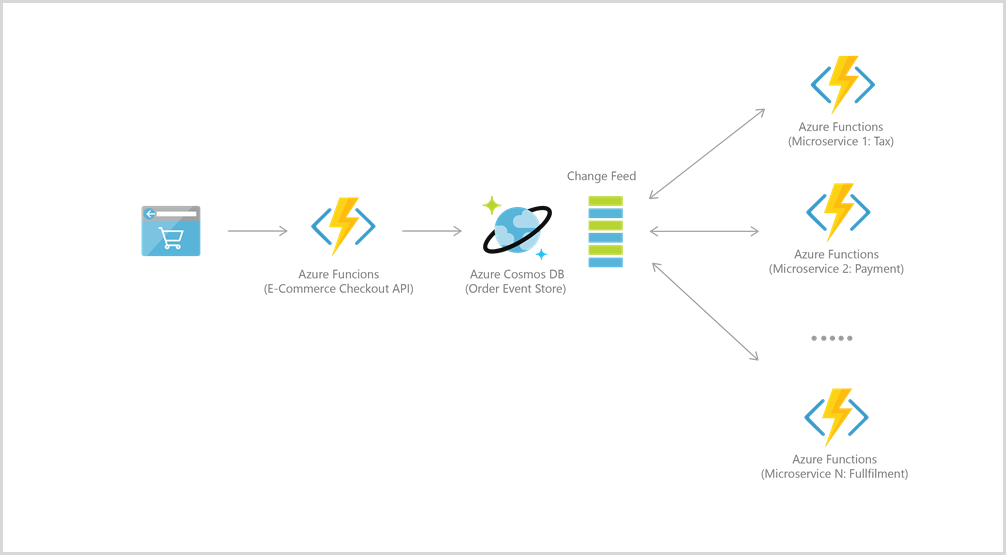 Azure Functions
(Microservice 1: Tax)
Change Feed
Azure Functions
(Microservice 2: Payment)
Azure Funcions
(E-Commerce Checkout API)
Azure Cosmos DB
(Order Event Store)
Azure Functions
(Microservice N: Fullfilment)